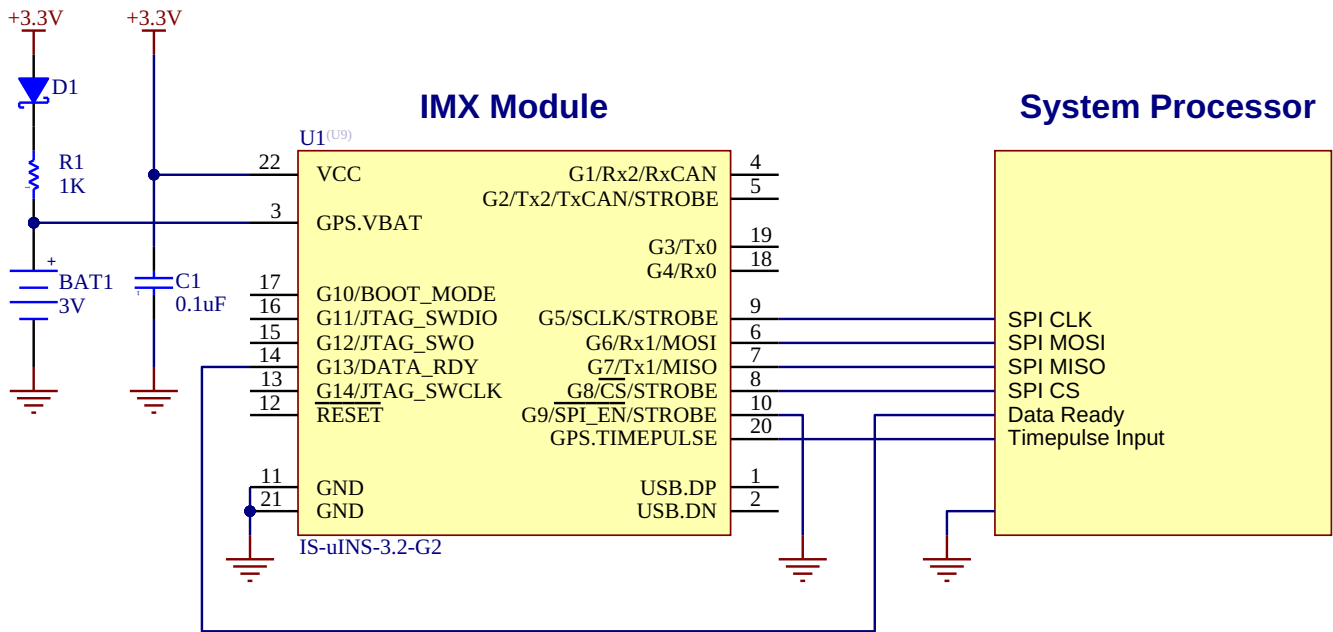 +3.3V
+3.3V
D1
R1
1K
BAT1
3V
+
C1
0.1uF
IMX Module
U1(U9)
22 VCC
3 GPS.VBAT
17 G10/BOOT_MODE
16 G11/JTAG_SWDIO
15 G12/JTAG_SWO
14 G13/DATA_RDY
13 G14/JTAG_SWCLK
12 RESET
11 GND
21 GND
G1/Rx2/RxCAN 4
G2/Tx2/TxCAN/STROBE 5
G3/Tx0 19
G4/Rx0 18
G5/SCLK/STROBE 9
G6/Rx1/MOSI 6
G7/Tx1/MISO 7
G8/CS/STROBE 8
G9/SPI_EN/STROBE 10
GPS.TIMEPULSE 20
USB.DP 1
USB.DN 2
IS-uINS-3.2-G2
System Processor
SPI CLK
SPI MOSI
SPI MISO
SPI CS
Data Ready
Timepulse Input